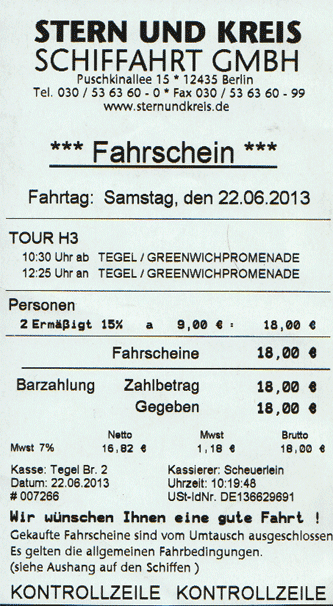 STERN UND KREIS
SCHIFFAHRT GMBH
Puschkinallee 15 * 12435 Berlin
Tel. 030 / 53 63 60 - 0 * Fax 030 / 53 63 60 - 99
www.sternundkreis.de
*** Fahrschein ***
Fahrtag: Samstag, den 22.06.2013
TOUR H3
10:30 Uhr ab TEGEL / GREENWICHPROMENADE
12:25 Uhr an TEGEL / GREENWICHPROMENADE
Personen
2 Ermäßigt 15% a 9,00 € : 18,00 €
Fahrscheine 18,00 €
Barzahlung Zahlbetrag 18,00 €
Gegeben 18,00 €
Netto Mwst Brutto
Mwst 7% 16,82 € 1,18 € 18,00 €
Kasse: Tegel Br. 2 Kassierer: Scheuerlein
Datum: 22.06.2013 Uhrzeit: 10:19:48
# 007266 USt-IdNr. DE136629691
Wir wünschen Ihnen eine gute Fahrt !
Gekaufte Fahrscheine sind vom Umtausch ausgeschlossen
Es gelten die allgemeinen Fahrbedingungen.
(siehe Aushang auf den Schiffen )
KONTROLLZEILE KONTROLLZEILE